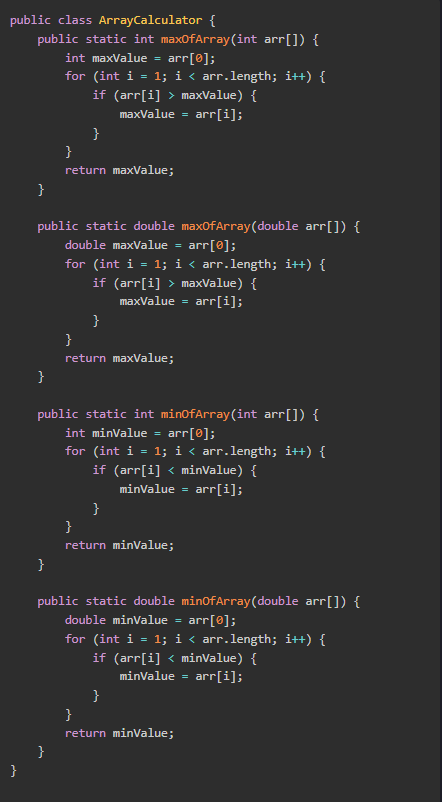 public class ArrayCalculator {
    public static int maxOfArray(int arr[]) {
        int maxValue = arr[0];
        for (int i = 1; i < arr.length; i++) {
            if (arr[i] > maxValue) {
                maxValue = arr[i];
            }
        }
        return maxValue;
    }

    public static double maxOfArray(double arr[]) {
        double maxValue = arr[0];
        for (int i = 1; i < arr.length; i++) {
            if (arr[i] > maxValue) {
                maxValue = arr[i];
            }
        }
        return maxValue;
    }

    public static int minOfArray(int arr[]) {
        int minValue = arr[0];
        for (int i = 1; i < arr.length; i++) {
            if (arr[i] < minValue) {
                minValue = arr[i];
            }
        }
        return minValue;
    }

    public static double minOfArray(double arr[]) {
        double minValue = arr[0];
        for (int i = 1; i < arr.length; i++) {
            if (arr[i] < minValue) {
                minValue = arr[i];
            }
        }
        return minValue;
    }
}